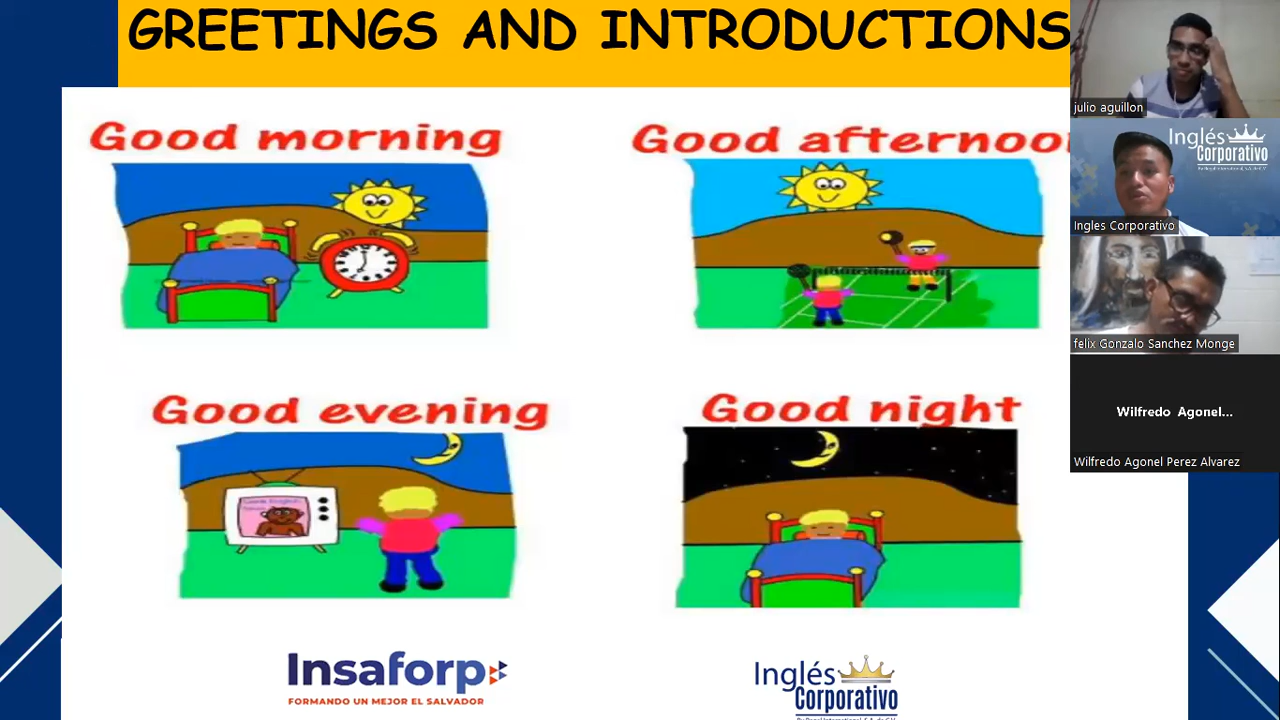 GREETINGS AND INTRODUCTIONS
Good morning
Good afternoon
Good evening
Good night
Insaforp
FORMANDO UN MEJOR EL SALVADOR
Inglés
Corporativo
julio aguillon
Inglés
Corporativo
Ingles Corporativo
felix Gonzalo Sanchez Monge
Wilfredo Agonel...
Wilfredo Agonel Perez Alvarez